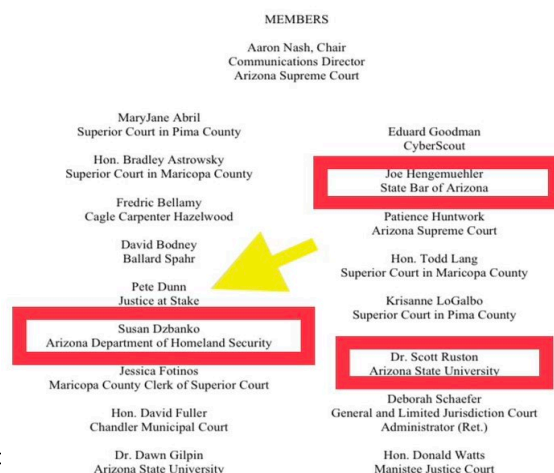 MEMBERS
Aaron Nash, Chair
Communications Director
Arizona Supreme Court
MaryJane Abril
Superior Court in Pima County
Hon. Bradley Astrowsky
Superior Court in Maricopa County
Fredric Bellamy
Cagle Carpenter Hazelwood
David Bodney
Ballard Spahr
Pete Dunn
Justice at Stake
Susan Dzbanko
Arizona Department of Homeland Security
Jessica Fotinos
Maricopa County Clerk of Superior Court
Hon. David Fuller
Chandler Municipal Court
Dr. Dawn Gilpin
Arizona State University
Eduard Goodman
CyberScout
Joe Hengemuehler
State Bar of Arizona
Patience Huntwork
Arizona Supreme Court
Hon. Todd Lang
Superior Court in Maricopa County
Krisanne LoGalbo
Superior Court in Pima County
Dr. Scott Ruston
Arizona State University
Deborah Schaefer
General and Limited Jurisdiction Court
Administrator (Ret.)
Hon. Donald Watts
Manistee Justice Court